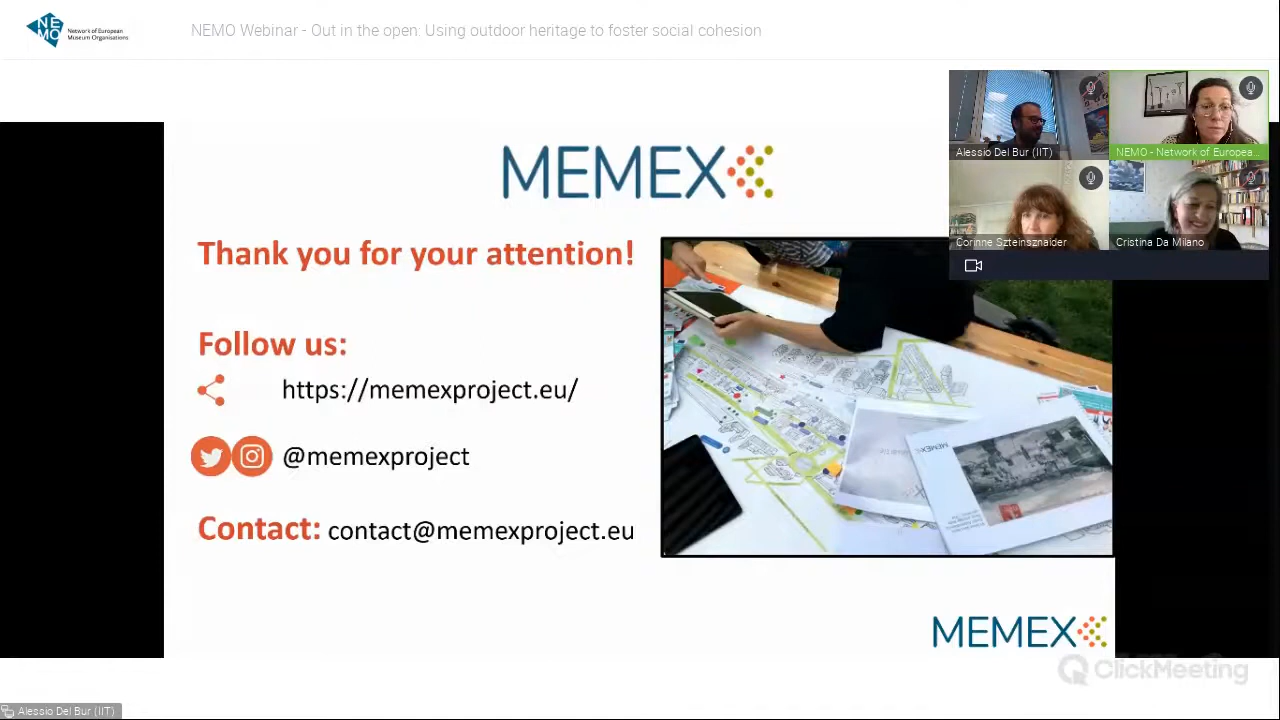 NEMO
Network of European
Museum Organisations
NEMO Webinar - Out in the open: Using outdoor heritage to foster social cohesion
Alessio Del Bur (IIT)
NEMO - Network of Europea...
Corinne Szteinsznaider
Cristina Da Milano
MEMEX
Thank you for your attention!
Follow us:
https://memexproject.eu/
@memexproject
Contact: contact@memexproject.eu
MEMEX
MEMEX
ClickMeeting
Alessio Del Bur (IIT)